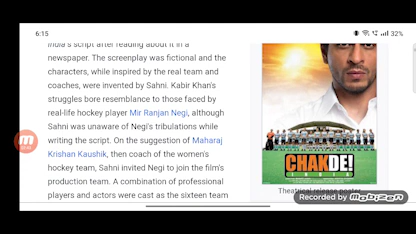 6:15
32%
India's script after reading about it in a
newspaper. The screenplay was fictional and the
characters, while inspired by the real team and
coaches, were invented by Sahni. Kabir Khan's
struggles bore resemblance to those faced by
real-life hockey player Mir Ranjan Negi, although
Sahni was unaware of Negi's tribulations while
writing the script. On the suggestion of Maharaj
Krishan Kaushik, then coach of the women's
hockey team, Sahni invited Negi to join the film's
production team. A combination of professional
players and actors were cast as the sixteen team
CHAK DE!
INDIA
Theatrical release poster
Recorded by Mobizen